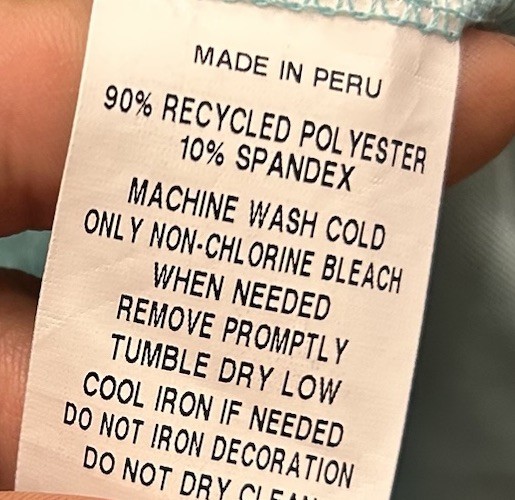 MADE IN PERU
90% RECYCLED POLYESTER
10% SPANDEX
MACHINE WASH COLD
ONLY NON-CHLORINE BLEACH
WHEN NEEDED
REMOVE PROMPTLY
TUMBLE DRY LOW
COOL IRON IF NEEDED
DO NOT IRON DECORATION
DO NOT DRY CLEAN